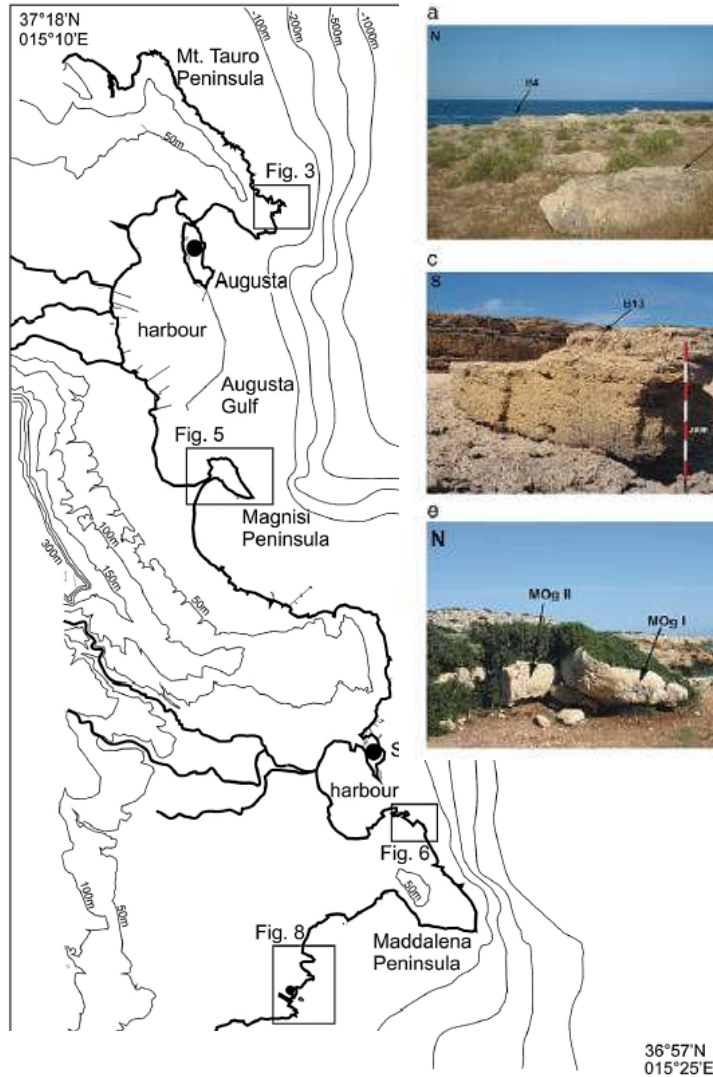 37°18'N
015°10'E
-100m
-200m
-500m
-1000m
Mt. Tauro
Peninsula
50m
Fig. 3
Augusta
harbour
Augusta
Gulf
Fig. 5
Magnisi
Peninsula
100m
150m
50m
300m
S
harbour
Fig. 6
50m
100m
50m
Fig. 8
Maddalena
Peninsula
36°57'N
015°25'E
a
N
c
S
B13
e
N
MOg II
MOg I